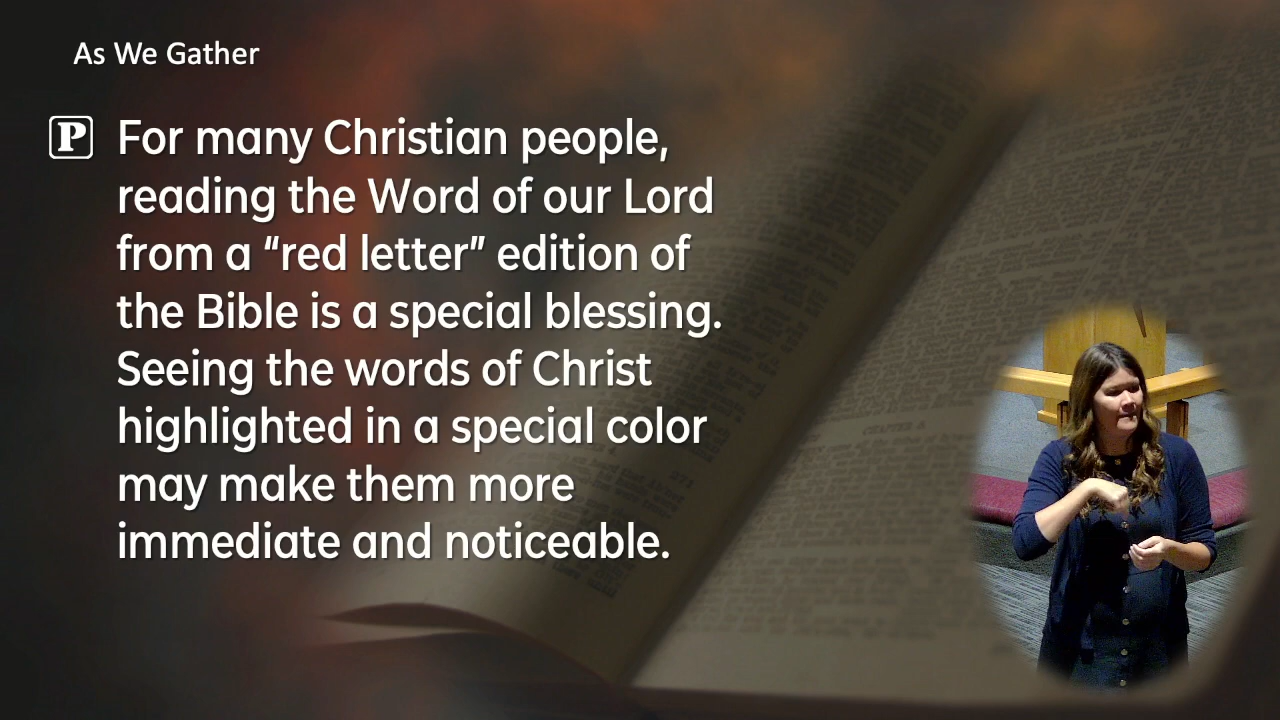 As We Gather
P For many Christian people,
reading the Word of our Lord
from a “red letter” edition of
the Bible is a special blessing.
Seeing the words of Christ
highlighted in a special color
may make them more
immediate and noticeable.